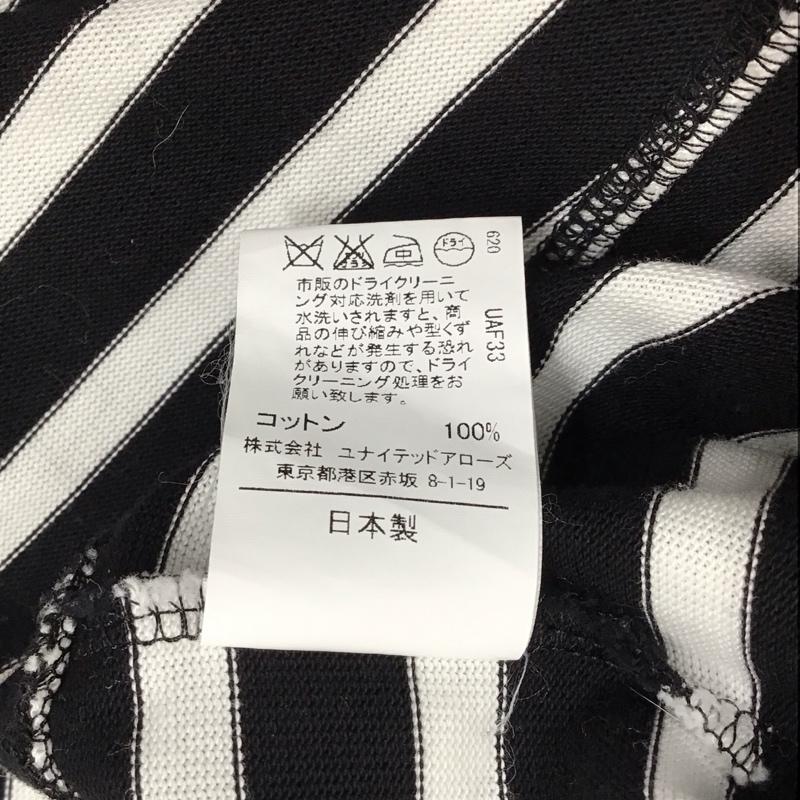 ドライ
620
UAF33
市販のドライクリーニ
ング対応洗剤を用いて
水洗いされますと、商
品の伸び縮みや型くず
れなどが発生する恐れ
がありますので、ドライ
クリーニング処理をお
願い致します。
コットン 100%
株式会社 ユナイテッドアローズ
東京都港区赤坂 8-1-19
日本製